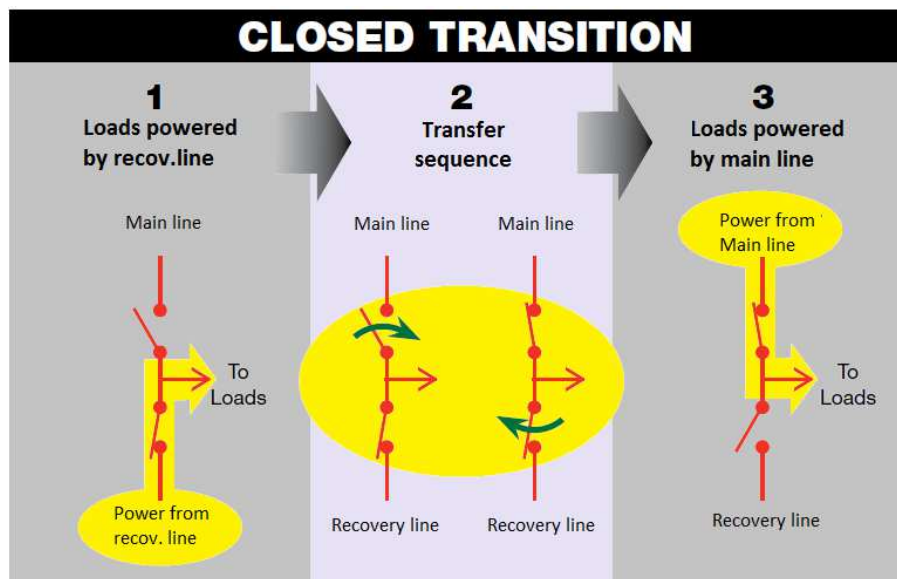 CLOSED TRANSITION
1
Loads powered
by recov.line
2
Transfer
sequence
3
Loads powered
by main line
Main line
To
Loads
Power from
recov. line
Main line
Main line
Recovery line
Recovery line
Power from
Main line
To
Loads
Recovery line